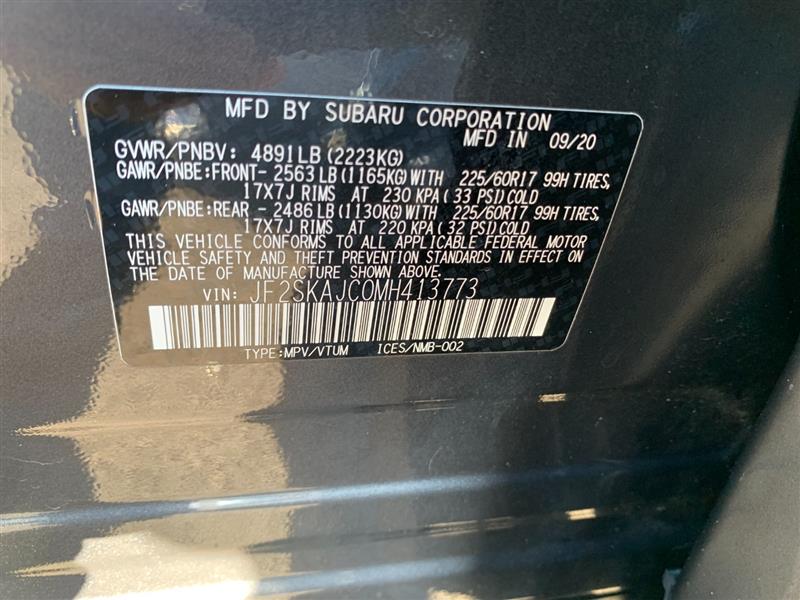 MFD BY SUBARU CORPORATION
MFD IN 09/20
GVWR/PNBV: 4891LB(2223KG) -A3
GAWR/PNBE:FRONT- 2563LB(1165KG)WITH 225/60R17 99H TIRES,
17X7J RIMS AT 230 KPA(33 PSI)COLD
GAWR/PNBE:REAR - 2486LB(1130KG)WITH 225/60R17 99H TIRES,
17X7J RIMS AT 220 KPA(32 PSI)COLD
THIS VEHICLE CONFORMS TO ALL APPLICABLE FEDERAL MOTOR
VEHICLE SAFETY AND THEFT PREVENTION STANDARDS IN EFFECT ON
THE DATE OF MANUFACTURE SHOWN ABOVE.
VIN: JF2SKAJC0MH413773
TYPE:MPV/VTUM ICES/NMB-002